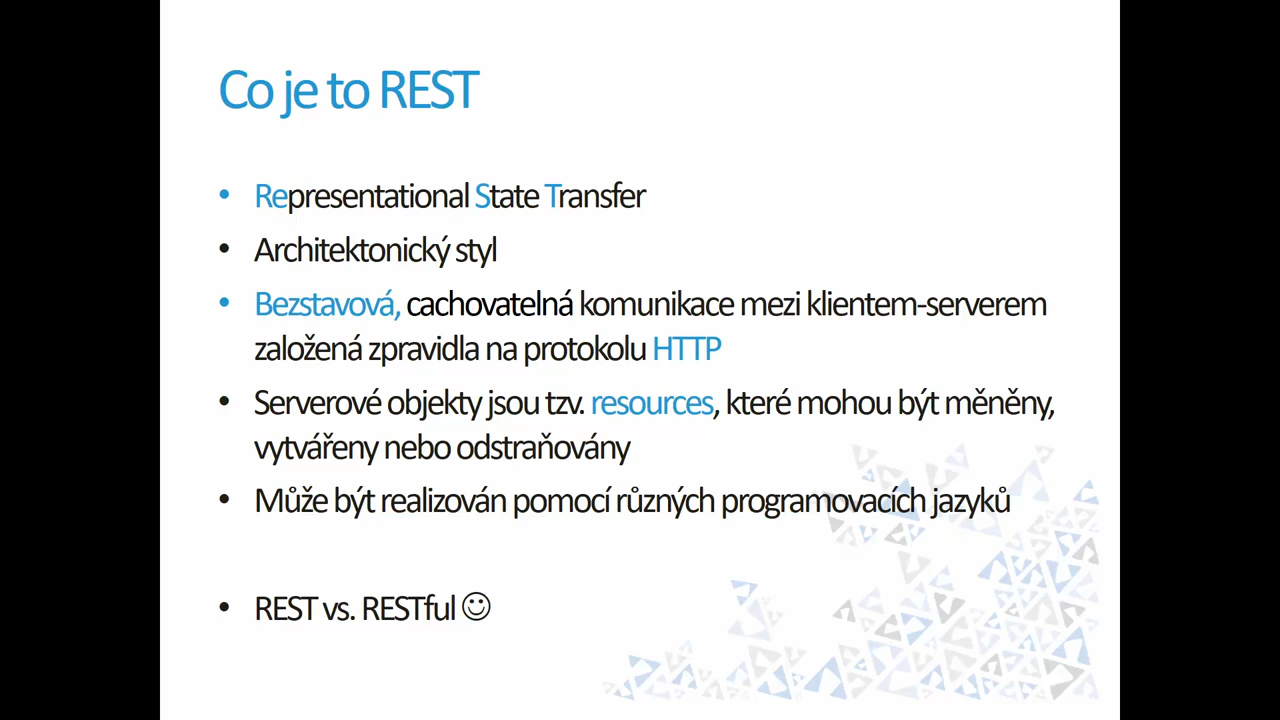 Co je to REST
• Representational State Transfer
• Architektonický styl
• Bezstavová, cachovatelná komunikace mezi klientem-serverem
založená zpravidla na protokolu HTTP
• Serverové objekty jsou tzv. resources, které mohou být měněny,
vytvářeny nebo odstraňovány
• Může být realizován pomocí různých programovacích jazyků
• REST vs. RESTful ☺